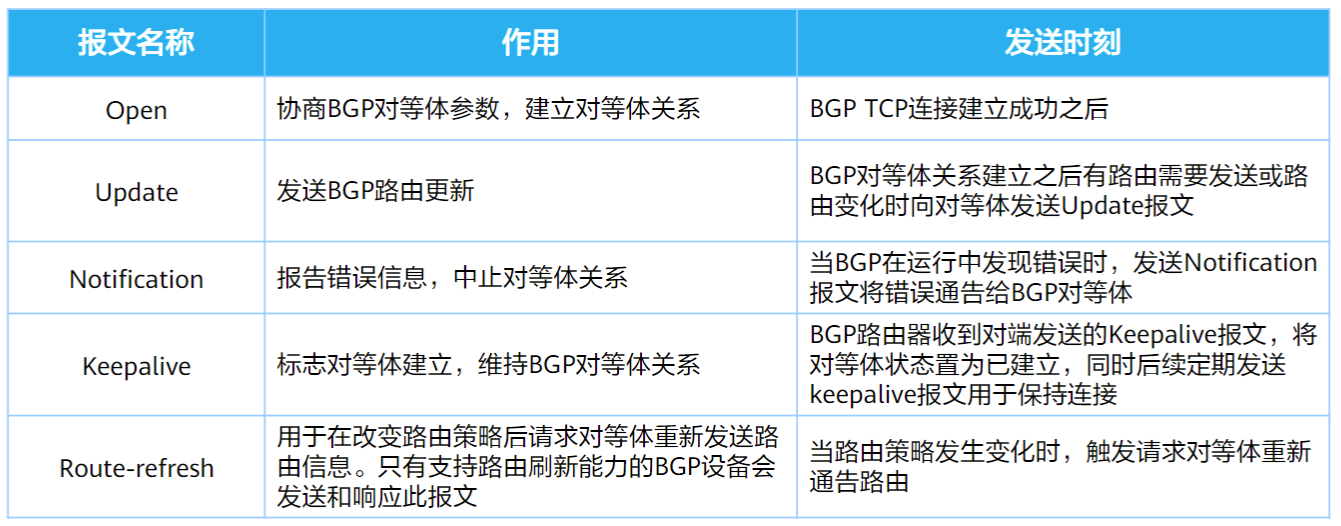 报文名称
作用
发送时刻
Open
协商BGP对等体参数，建立对等体关系
BGP TCP连接建立成功之后
Update
发送BGP路由更新
BGP对等体关系建立之后有路由需要发送或路
由变化时向对等体发送Update报文
Notification
报告错误信息，中止对等体关系
当BGP在运行中发现错误时，发送Notification
报文将错误通告给BGP对等体
Keepalive
标志对等体建立，维持BGP对等体关系
BGP路由器收到对端发送的Keepalive报文，将
对等体状态置为已建立，同时后续定期发送
keepalive报文用于保持连接
Route-refresh
用于在改变路由策略后请求对等体重新发送路
由信息。只有支持路由刷新能力的BGP设备会
发送和响应此报文
当路由策略发生变化时，触发请求对等体重新
通告路由